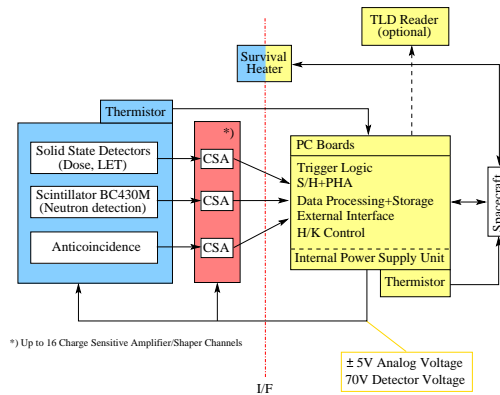 TLD Reader
(optional)
Survival
Heater
Thermistor
*)
Solid State Detectors
(Dose, LET)
CSA
Scintillator BC430M
(Neutron detection)
CSA
Anticoincidence
CSA
PC Boards
Trigger Logic
S/H+PHA
Data Processing+Storage
External Interface
H/K Control
Internal Power Supply Unit
Thermistor
Spacecraft
*) Up to 16 Charge Sensitive Amplifier/Shaper Channels
± 5V Analog Voltage
70V Detector Voltage
I/F